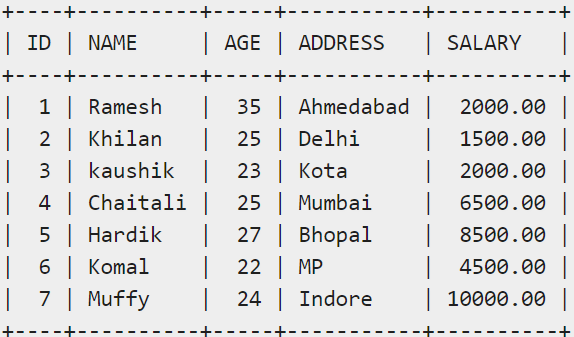 +----+----------+-----+-----------+----------+
| ID | NAME     | AGE | ADDRESS   | SALARY   |
+----+----------+-----+-----------+----------+
|  1 | Ramesh   |  35 | Ahmedabad |  2000.00 |
|  2 | Khilan   |  25 | Delhi     |  1500.00 |
|  3 | kaushik  |  23 | Kota      |  2000.00 |
|  4 | Chaitali |  25 | Mumbai    |  6500.00 |
|  5 | Hardik   |  27 | Bhopal    |  8500.00 |
|  6 | Komal    |  22 | MP        |  4500.00 |
|  7 | Muffy    |  24 | Indore    | 10000.00 |
+----+----------+-----+-----------+----------+